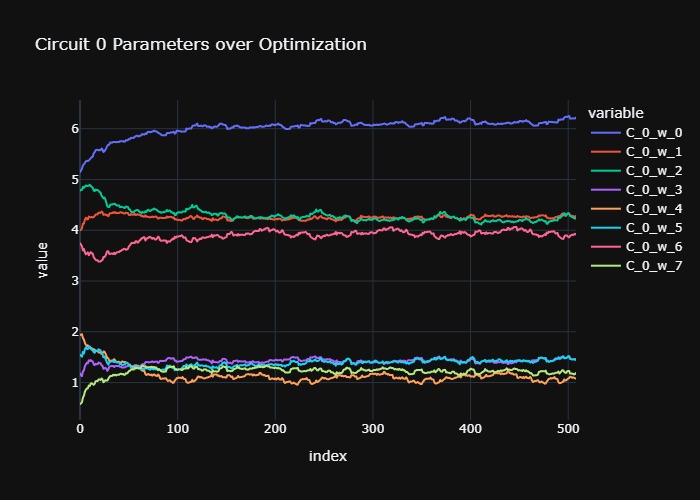 Circuit 0 Parameters over Optimization
variable
C_0_w_0
C_0_w_1
C_0_w_2
C_0_w_3
C_0_w_4
C_0_w_5
C_0_w_6
C_0_w_7
value
6
5
4
3
2
1
0
100
200
300
400
500
index